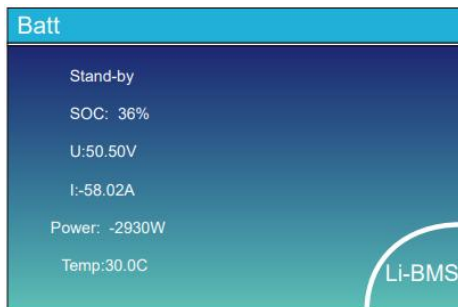 Batt
Stand-by
SOC: 36%
U:50.50V
I:-58.02A
Power: -2930W
Temp:30.0C
Li-BMS